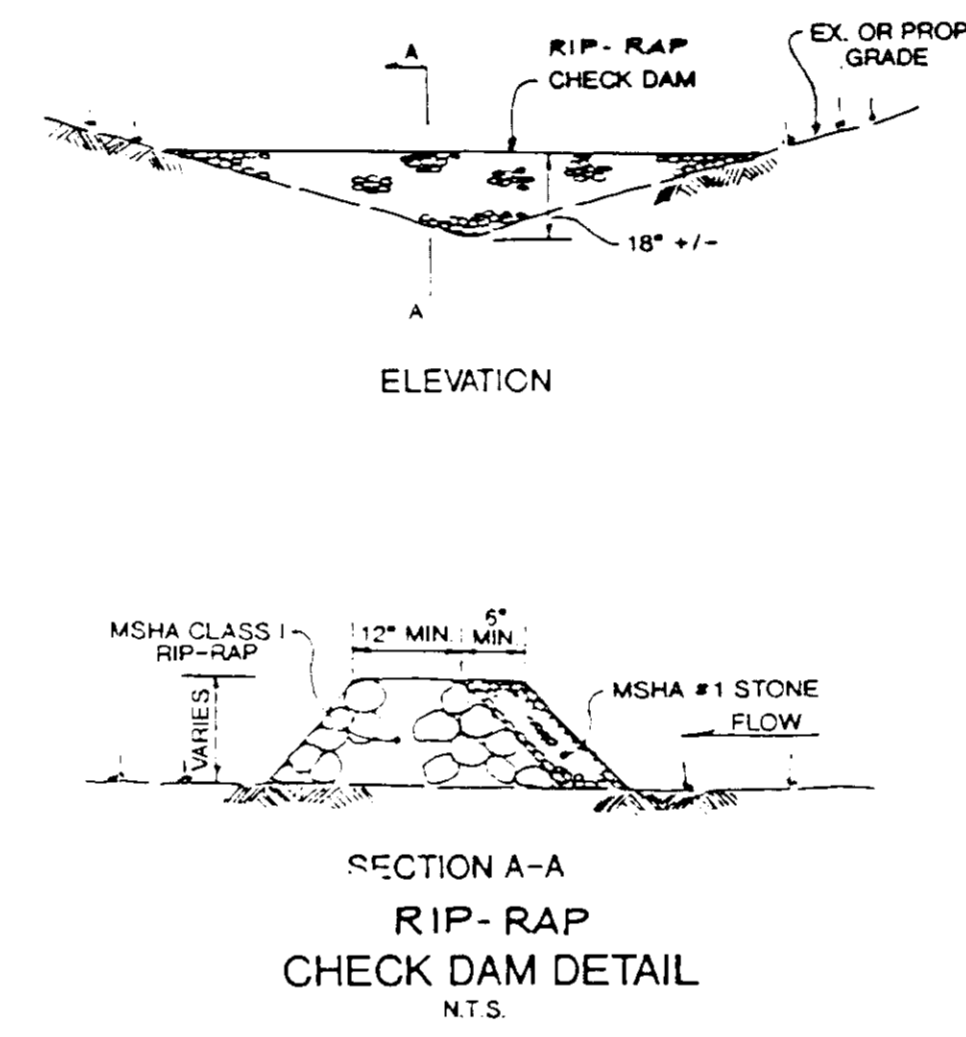 A
RIP-RAP
CHECK DAM
EX. OR PROP
GRADE
18" +/-
A
ELEVATION
MSHA CLASS I
RIP-RAP
12" MIN.
6"
MIN.
VARIES
MSHA #1 STONE
FLOW
SECTION A-A
RIP-RAP
CHECK DAM DETAIL
N.T.S.